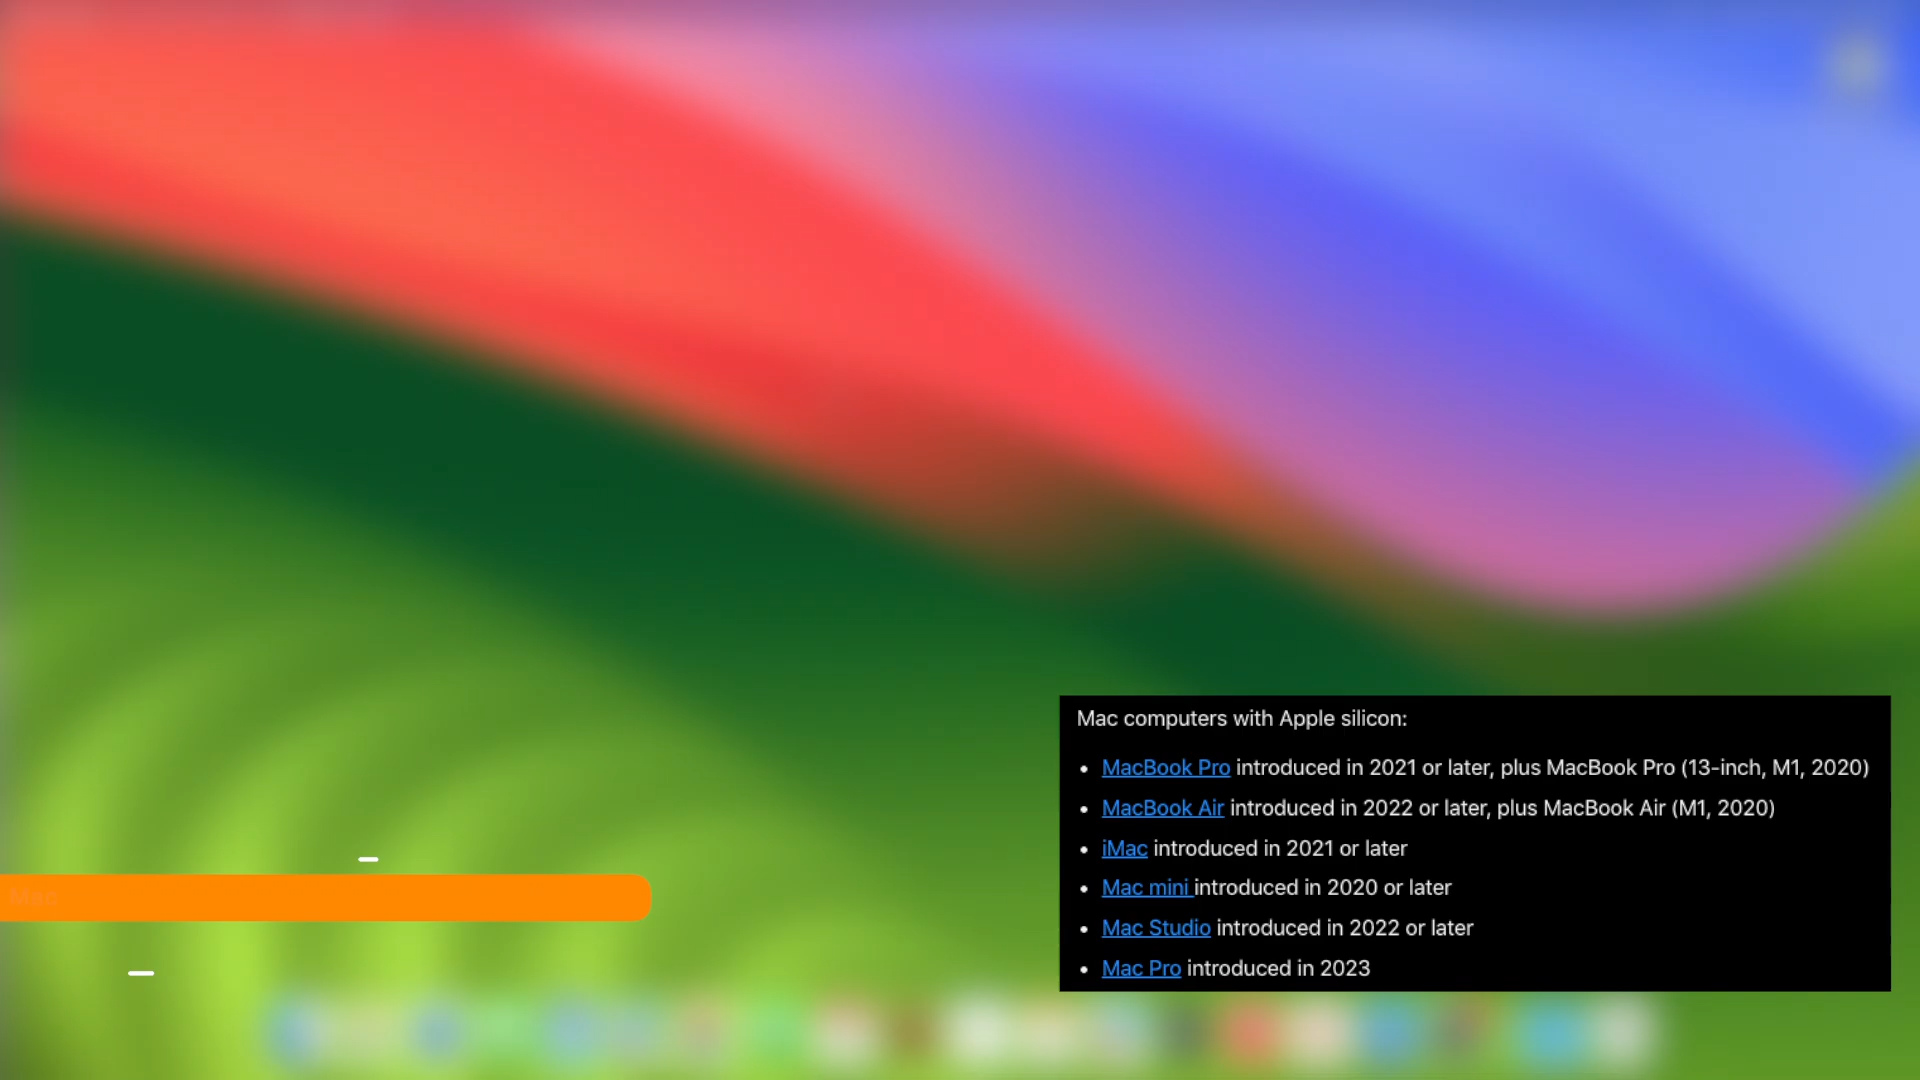 Mac computers with Apple silicon:
• MacBook Pro introduced in 2021 or later, plus MacBook Pro (13-inch, M1, 2020)
• MacBook Air introduced in 2022 or later, plus MacBook Air (M1, 2020)
• iMac introduced in 2021 or later
• Mac mini introduced in 2020 or later
• Mac Studio introduced in 2022 or later
• Mac Pro introduced in 2023
Mac